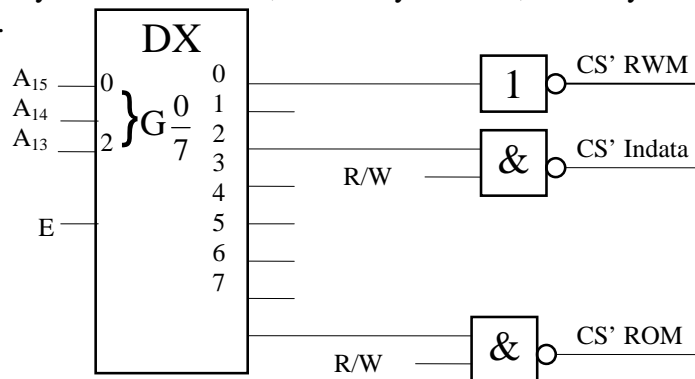 DX
A₁₅ 0 0 1 CS’ RWM
A₁₄ } G 0/7 1
A₁₃ 2 2 & CS’ Indata
3 R/W
4
E 5
6
7
& CS’ ROM
R/W